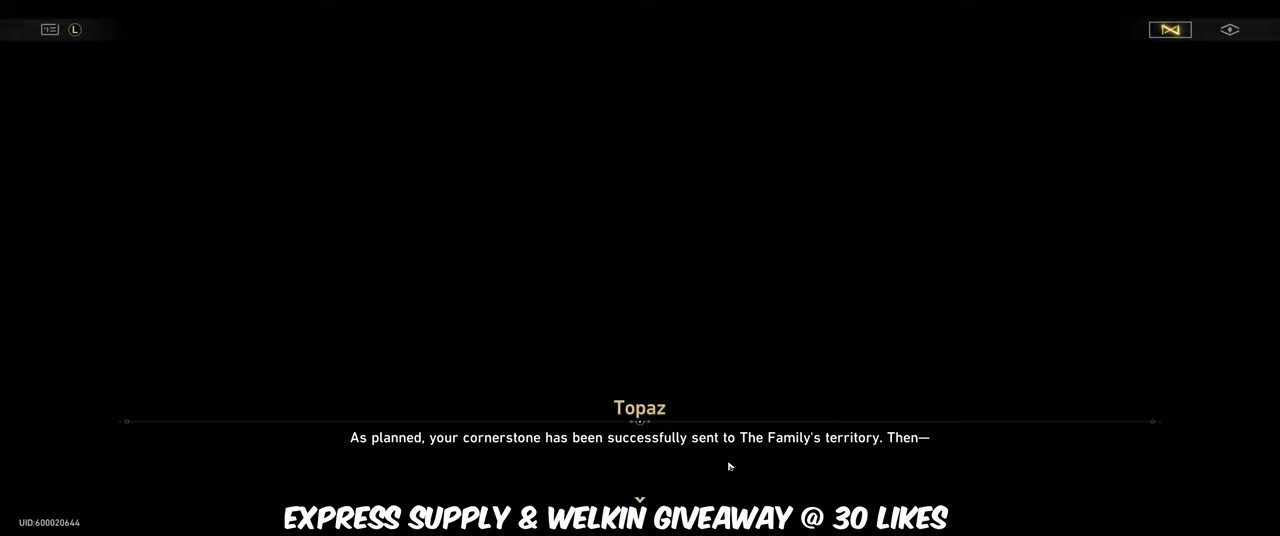 L
Topaz
As planned, your cornerstone has been successfully sent to The Family's territory. Then—
UID:600020644
EXPRESS SUPPLY & WELKIN GIVEAWAY @ 30 LIKES